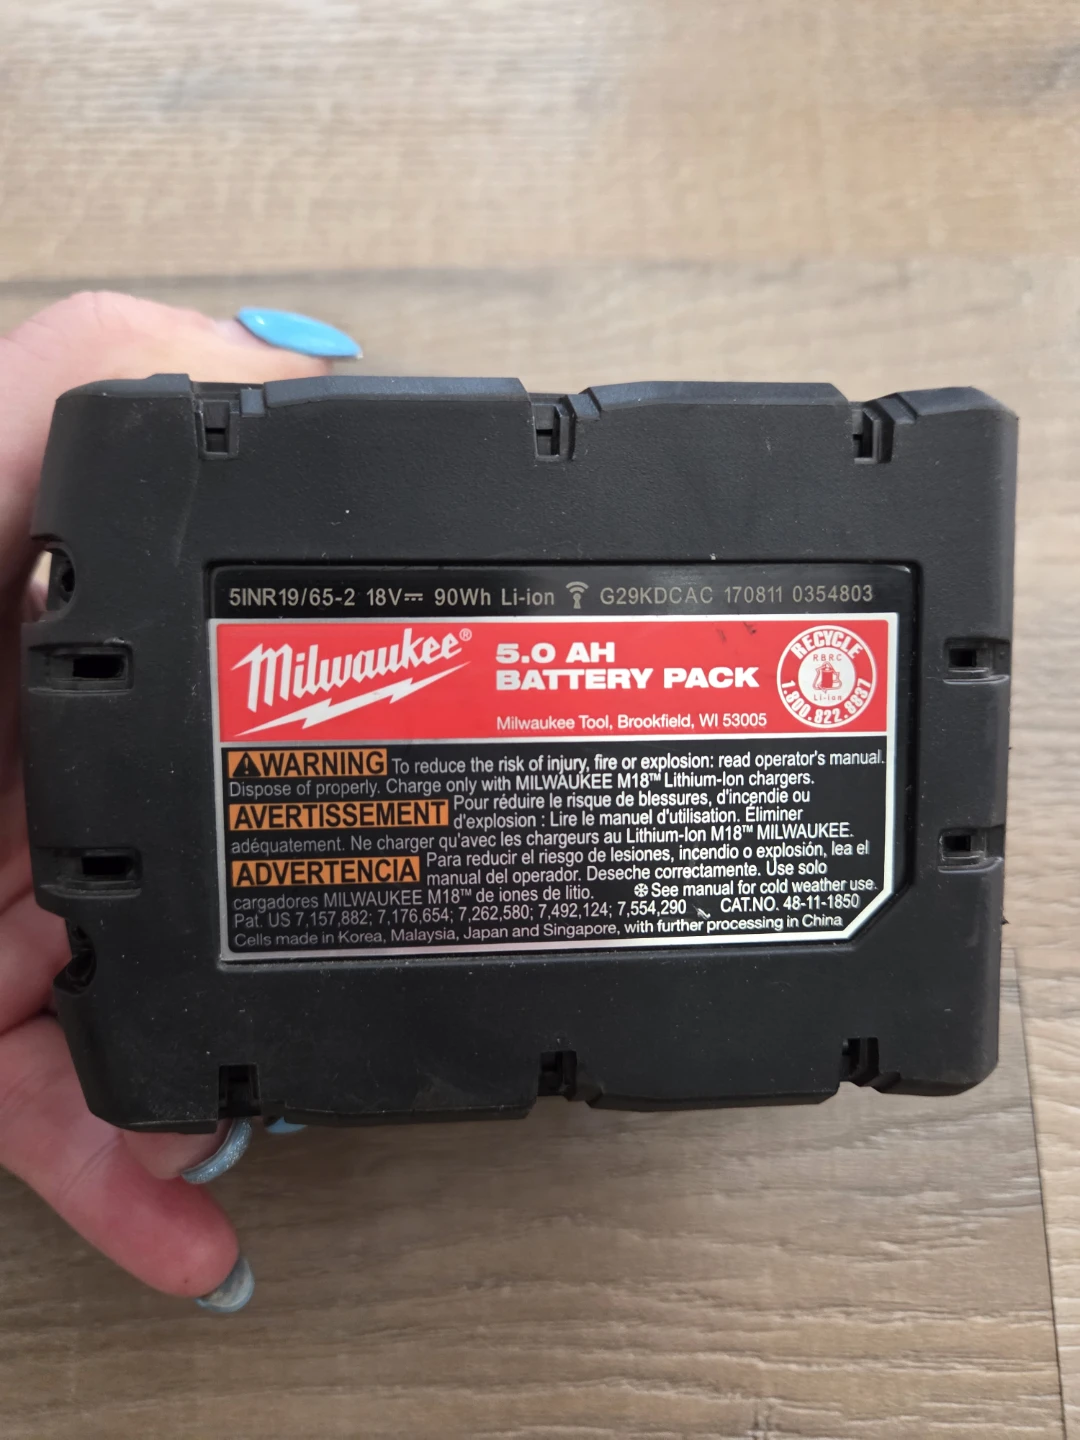 5INR19/65-2 18V⎓ 90Wh Li-ion G29KDCAC 170811 0354803
Milwaukee®
5.0 AH
BATTERY PACK
Milwaukee Tool, Brookfield, WI 53005
RECYCLE
RBRC
Li-ion
1.800.822.8837
⚠WARNING To reduce the risk of injury, fire or explosion: read operator's manual.
Dispose of properly. Charge only with MILWAUKEE M18™ Lithium-Ion chargers.
AVERTISSEMENT Pour réduire le risque de blessures, d'incendie ou
d'explosion : Lire le manuel d'utilisation. Éliminer
adéquatement. Ne charger qu'avec les chargeurs au Lithium-Ion M18™ MILWAUKEE.
ADVERTENCIA Para reducir el riesgo de lesiones, incendio o explosión, lea el
manual del operador. Deseche correctamente. Use solo
cargadores MILWAUKEE M18™ de iones de litio. ❄ See manual for cold weather use.
Pat. US 7,157,882; 7,176,654; 7,262,580; 7,492,124; 7,554,290 CAT.NO. 48-11-1850
Cells made in Korea, Malaysia, Japan and Singapore, with further processing in China